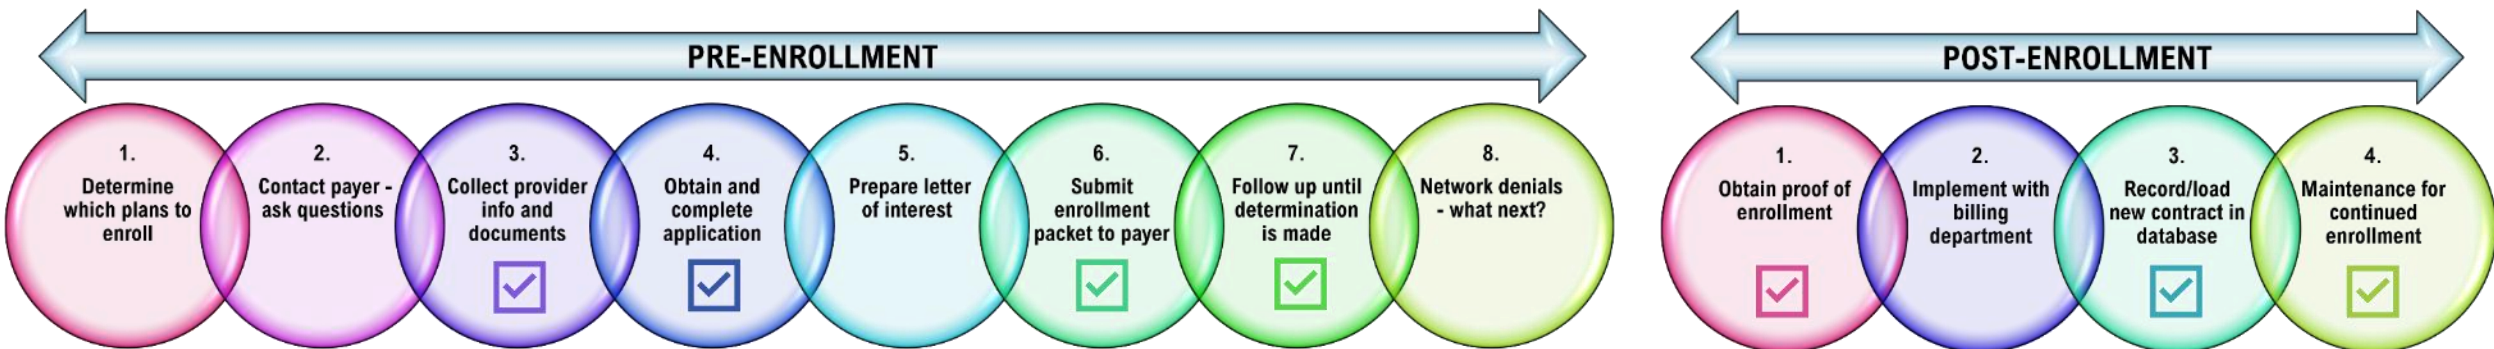 PRE-ENROLLMENT
1.
Determine
which plans to
enroll
2.
Contact payer -
ask questions
3.
Collect provider
info and
documents
4.
Obtain and
complete
application
5.
Prepare letter
of interest
6.
Submit
enrollment
packet to payer
7.
Follow up until
determination
is made
8.
Network denials
- what next?
POST-ENROLLMENT
1.
Obtain proof of
enrollment
2.
Implement with
billing
department
3.
Record/load
new contract in
database
4.
Maintenance for
continued
enrollment